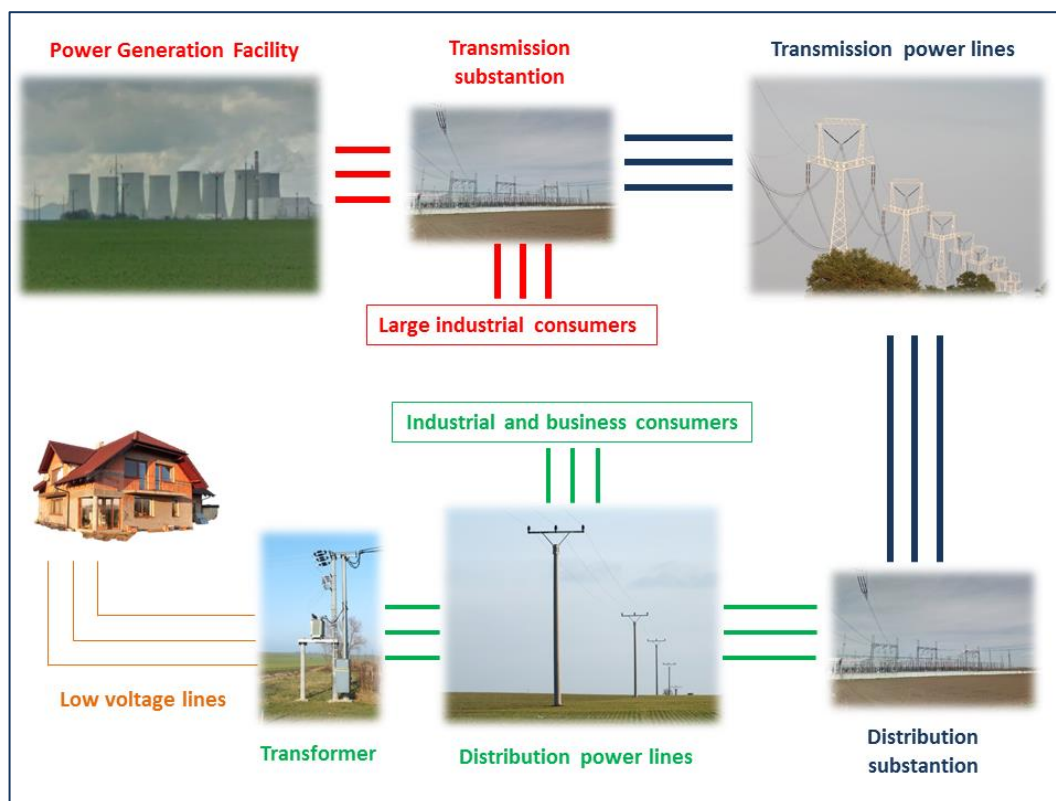 Power Generation Facility
Transmission
substantion
Transmission power lines
Large industrial consumers
Industrial and business consumers
Low voltage lines
Transformer
Distribution power lines
Distribution
substantion